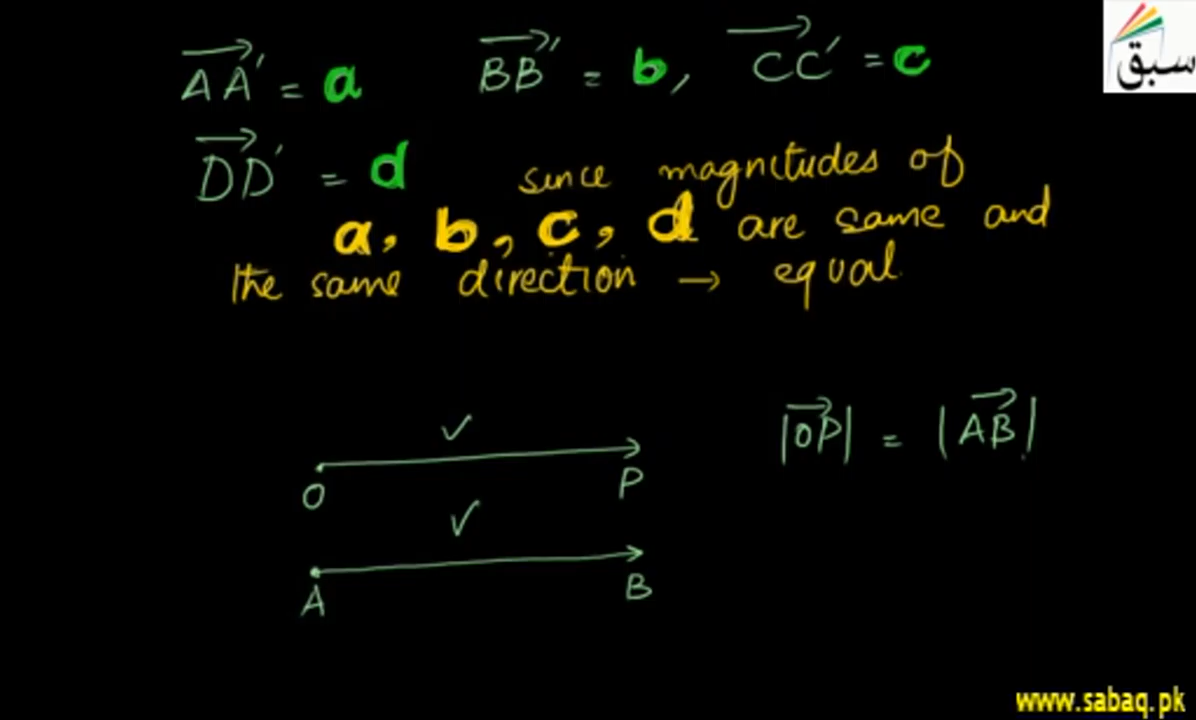 AA' = a BB' = b, CC' = c
سبق
DD' = d since magnitudes of
a, b, c, d are same and
the same direction → equal
|OP| = |AB|
O P
A B
www.sabaq.pk